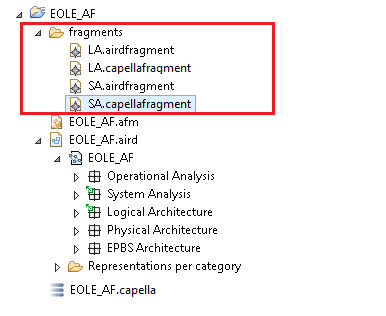 EOLE_AF
fragments
LA.airdfragment
LA.capellafragment
SA.airdfragment
SA.capellafragment
EOLE_AF.afm
EOLE_AF.aird
EOLE_AF
Operational Analysis
System Analysis
Logical Architecture
Physical Architecture
EPBS Architecture
Representations per category
EOLE_AF.capella